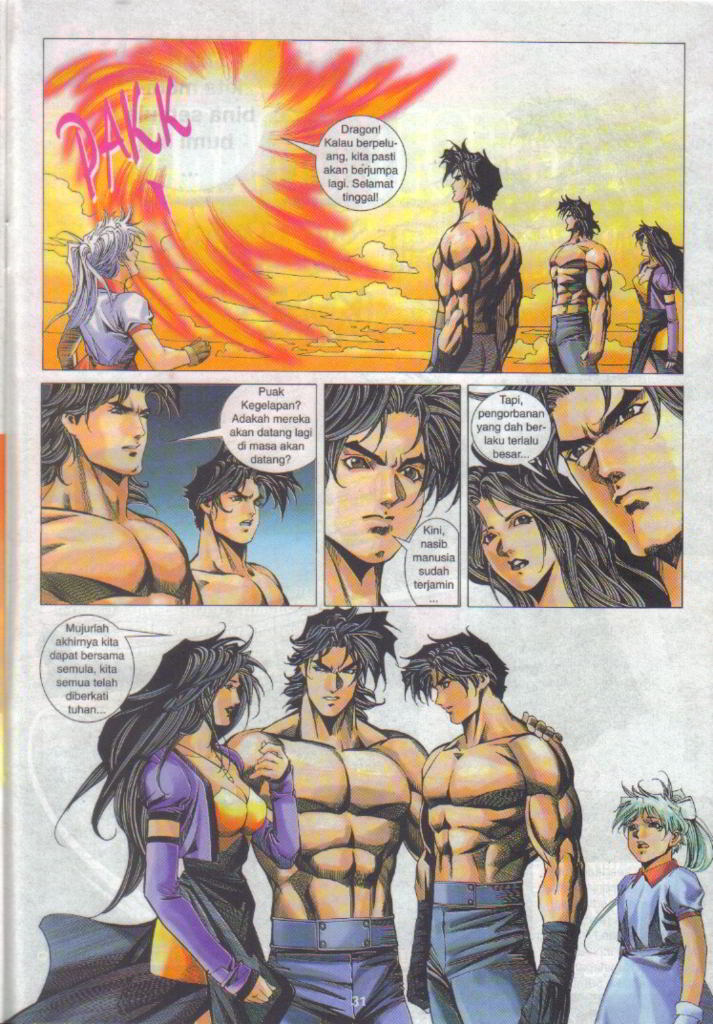 PAKK
Dragon!
Kalau berpelu-
ang, kita pasti
akan berjumpa
lagi. Selamat
tinggal!
Puak
Kegelapan?
Adakah mereka
akan datang lagi
di masa akan
datang?
Kini,
nasib
manusia
sudah
terjamin
...
Tapi,
pengorbanan
yang dah ber-
laku terlalu
besar...
Mujurlah
akhirnya kita
dapat bersama
semula, kita
semua telah
diberkati
tuhan...
31